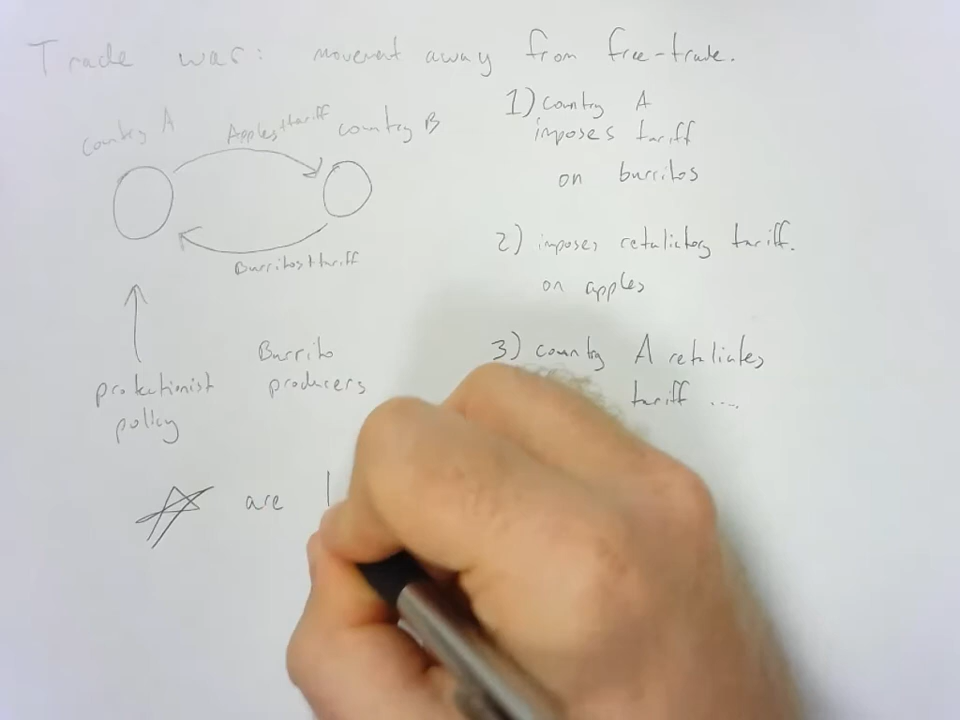 Trade war: movement away from free-trade.
country A
Apples+tariff
country B
Burritos+tariff
protectionist
policy
Burrito
producers
are
1) country A
imposes tariff
on burritos
2) imposes retaliatory tariff.
on apples
3) country A retaliates
tariff ....